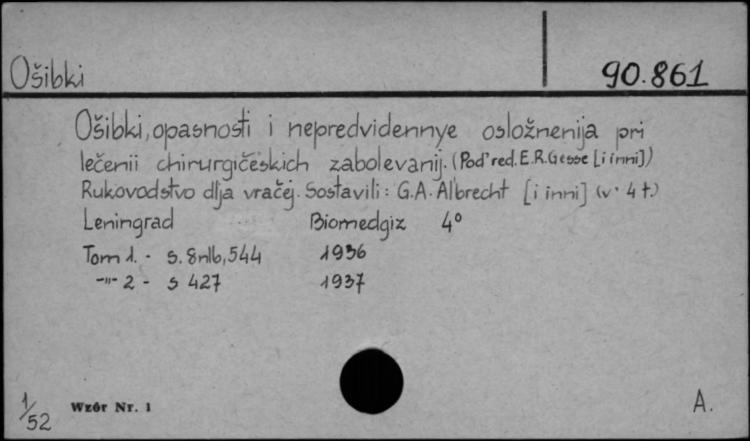 Ošibki
90.861
Ošibki, opasnosti i nepredvidennye osložnenija pri
lečenii chirurgičeskich zabolevanij. (Pod' red. E.R.Gesse [i inni])
Rukovodstvo dlja vračej. Sostavili: G.A. Albrecht [i inni] (v' 4 t.)
Leningrad Biomedgiz 4°
Tom 1. - s. 8nlb, 544 1936
-"- 2 - s 427 1937
1/52
Wzór Nr. 1
A.